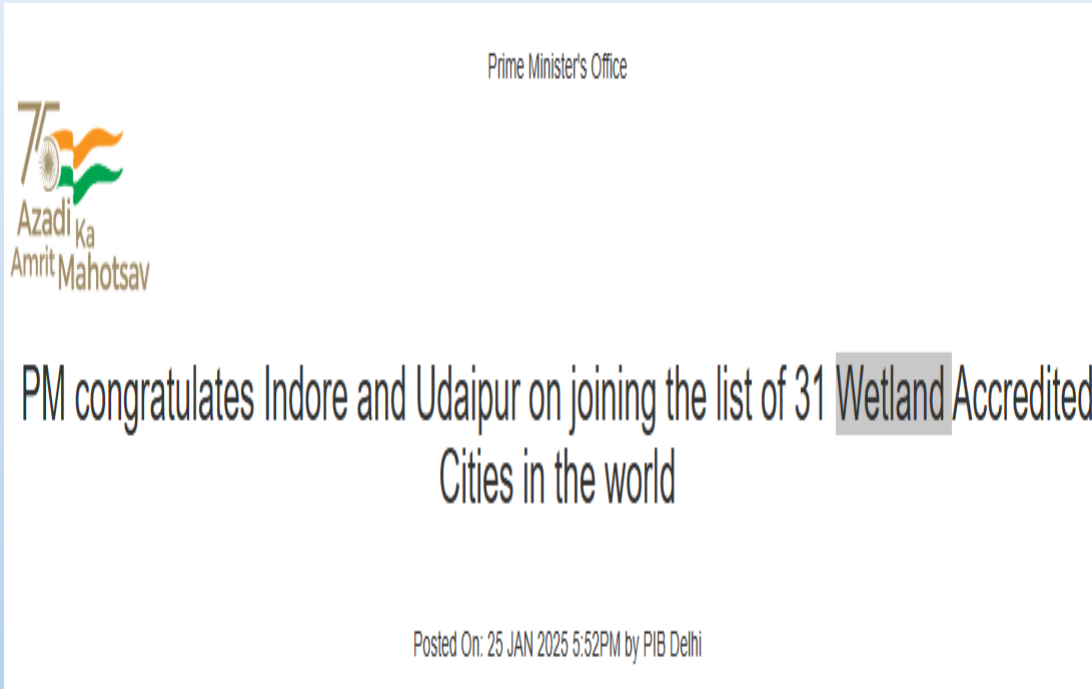 Prime Minister's Office
75
Azadi Ka
Amrit Mahotsav
PM congratulates Indore and Udaipur on joining the list of 31 Wetland Accredited
Cities in the world
Posted On: 25 JAN 2025 5:52PM by PIB Delhi